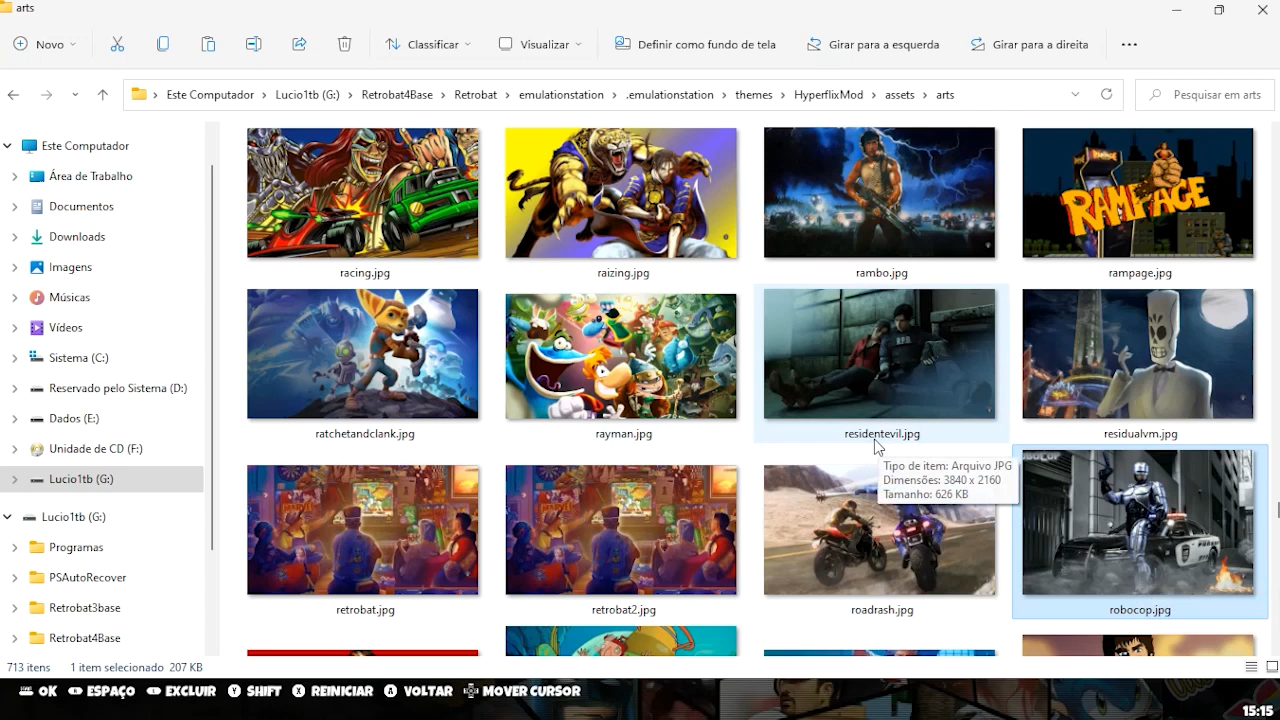 arts
Novo
Classificar
Visualizar
Definir como fundo de tela
Girar para a esquerda
Girar para a direita
Este Computador > Lucio1tb (G:) > Retrobat4Base > Retrobat > emulationstation > .emulationstation > themes > HyperflixMod > assets > arts
Pesquisar em arts
Este Computador
Área de Trabalho
Documentos
Downloads
Imagens
Músicas
Vídeos
Sistema (C:)
Reservado pelo Sistema (D:)
Dados (E:)
Unidade de CD (F:)
Lucio1tb (G:)
Lucio1tb (G:)
Programas
PSAutoRecover
Retrobat3base
Retrobat4Base
RAMPAGE
racing.jpg
raizing.jpg
rambo.jpg
rampage.jpg
R.P.D.
ratchetandclank.jpg
rayman.jpg
residentevil.jpg
residualvm.jpg
Tipo de item: Arquivo JPG
Dimensões: 3840 x 2160
Tamanho: 626 KB
ROBOCOP
retrobat.jpg
retrobat2.jpg
roadrash.jpg
robocop.jpg
713 itens
1 item selecionado 207 KB
OK
ESPAÇO
EXCLUIR
Y SHIFT
X REINICIAR
A VOLTAR
MOVER CURSOR
15:15